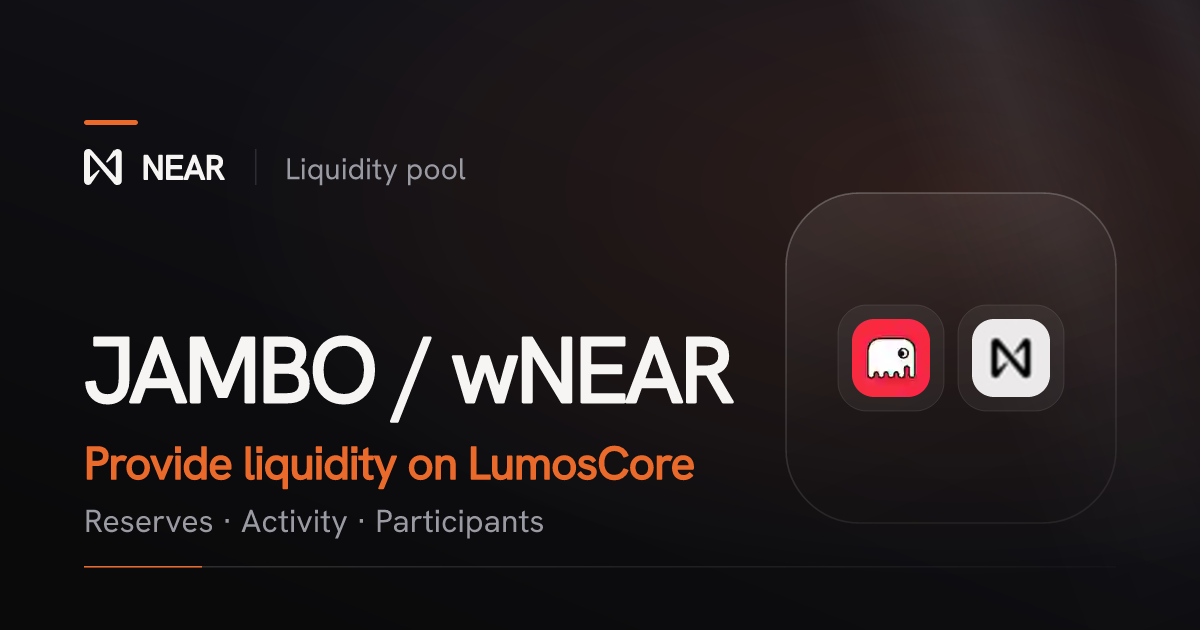 NEAR | Liquidity pool
JAMBO / wNEAR
Provide liquidity on LumosCore
Reserves · Activity · Participants